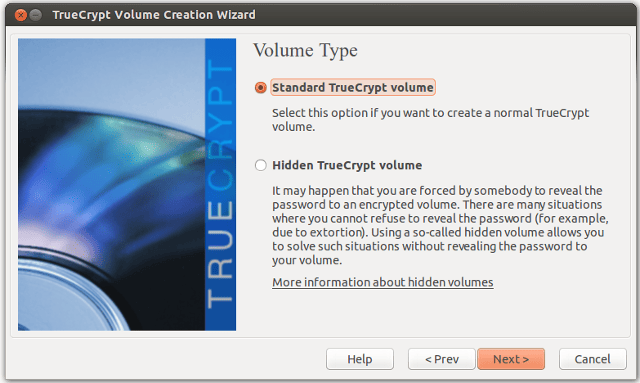 TrueCrypt Volume Creation Wizard
TRUECRYPT
Volume Type
Standard TrueCrypt volume
Select this option if you want to create a normal TrueCrypt
volume.
Hidden TrueCrypt volume
It may happen that you are forced by somebody to reveal the
password to an encrypted volume. There are many situations
where you cannot refuse to reveal the password (for example,
due to extortion). Using a so-called hidden volume allows you
to solve such situations without revealing the password to
your volume.
More information about hidden volumes
Help
< Prev
Next >
Cancel